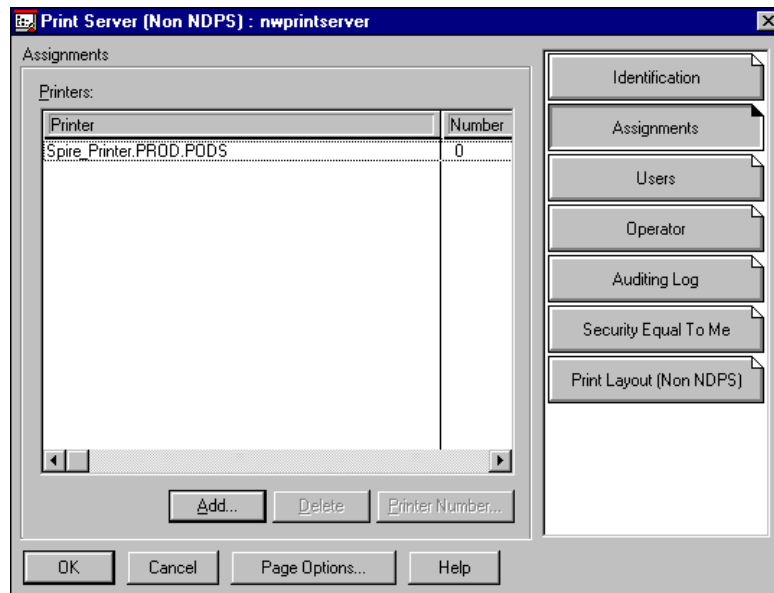 Print Server (Non NDPS) : nwprintserver
Assignments
Printers:
Printer Number
Spire_Printer.PROD.PODS 0
Add... Delete Printer Number...
OK Cancel Page Options... Help
Identification
Assignments
Users
Operator
Auditing Log
Security Equal To Me
Print Layout (Non NDPS)